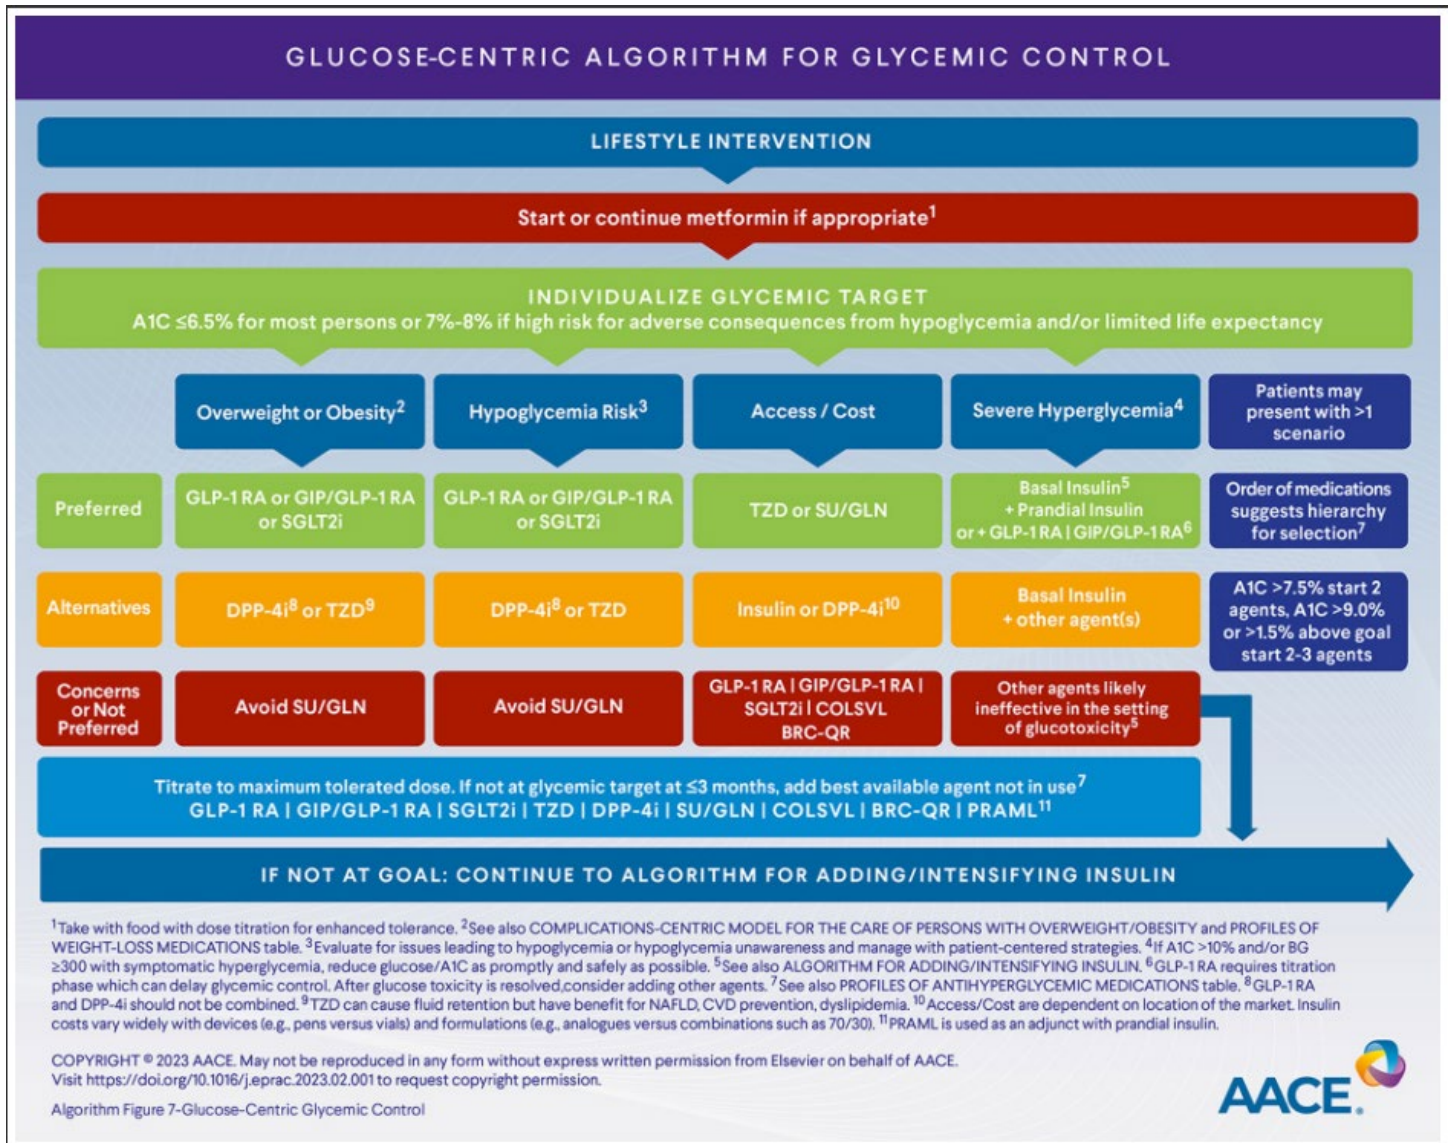 GLUCOSE-CENTRIC ALGORITHM FOR GLYCEMIC CONTROL
LIFESTYLE INTERVENTION
Start or continue metformin if appropriate¹
INDIVIDUALIZE GLYCEMIC TARGET
A1C ≤6.5% for most persons or 7%-8% if high risk for adverse consequences from hypoglycemia and/or limited life expectancy
Overweight or Obesity²
Hypoglycemia Risk³
Access / Cost
Severe Hyperglycemia⁴
Patients may
present with >1
scenario
Preferred
GLP-1 RA or GIP/GLP-1 RA
or SGLT2i
GLP-1 RA or GIP/GLP-1 RA
or SGLT2i
TZD or SU/GLN
Basal Insulin⁵
+ Prandial Insulin
or + GLP-1 RA | GIP/GLP-1 RA⁶
Order of medications
suggests hierarchy
for selection⁷
Alternatives
DPP-4i⁸ or TZD⁹
DPP-4i⁸ or TZD
Insulin or DPP-4i¹⁰
Basal Insulin
+ other agent(s)
A1C >7.5% start 2
agents, A1C >9.0%
or >1.5% above goal
start 2-3 agents
Concerns
or Not
Preferred
Avoid SU/GLN
Avoid SU/GLN
GLP-1 RA | GIP/GLP-1 RA |
SGLT2i | COLSVL
BRC-QR
Other agents likely
ineffective in the setting
of glucotoxicity⁵
Titrate to maximum tolerated dose. If not at glycemic target at ≤3 months, add best available agent not in use⁷
GLP-1 RA | GIP/GLP-1 RA | SGLT2i | TZD | DPP-4i | SU/GLN | COLSVL | BRC-QR | PRAML¹¹
IF NOT AT GOAL: CONTINUE TO ALGORITHM FOR ADDING/INTENSIFYING INSULIN
¹Take with food with dose titration for enhanced tolerance. ²See also COMPLICATIONS-CENTRIC MODEL FOR THE CARE OF PERSONS WITH OVERWEIGHT/OBESITY and PROFILES OF
WEIGHT-LOSS MEDICATIONS table. ³Evaluate for issues leading to hypoglycemia or hypoglycemia unawareness and manage with patient-centered strategies. ⁴If A1C >10% and/or BG
≥300 with symptomatic hyperglycemia, reduce glucose/A1C as promptly and safely as possible. ⁵See also ALGORITHM FOR ADDING/INTENSIFYING INSULIN. ⁶GLP-1 RA requires titration
phase which can delay glycemic control. After glucose toxicity is resolved,consider adding other agents. ⁷See also PROFILES OF ANTIHYPERGLYCEMIC MEDICATIONS table. ⁸GLP-1 RA
and DPP-4i should not be combined. ⁹TZD can cause fluid retention but have benefit for NAFLD, CVD prevention, dyslipidemia. ¹⁰Access/Cost are dependent on location of the market. Insulin
costs vary widely with devices (e.g., pens versus vials) and formulations (e.g., analogues versus combinations such as 70/30). ¹¹PRAML is used as an adjunct with prandial insulin.
COPYRIGHT © 2023 AACE. May not be reproduced in any form without express written permission from Elsevier on behalf of AACE.
Visit https://doi.org/10.1016/j.eprac.2023.02.001 to request copyright permission.
Algorithm Figure 7-Glucose-Centric Glycemic Control
AACE®